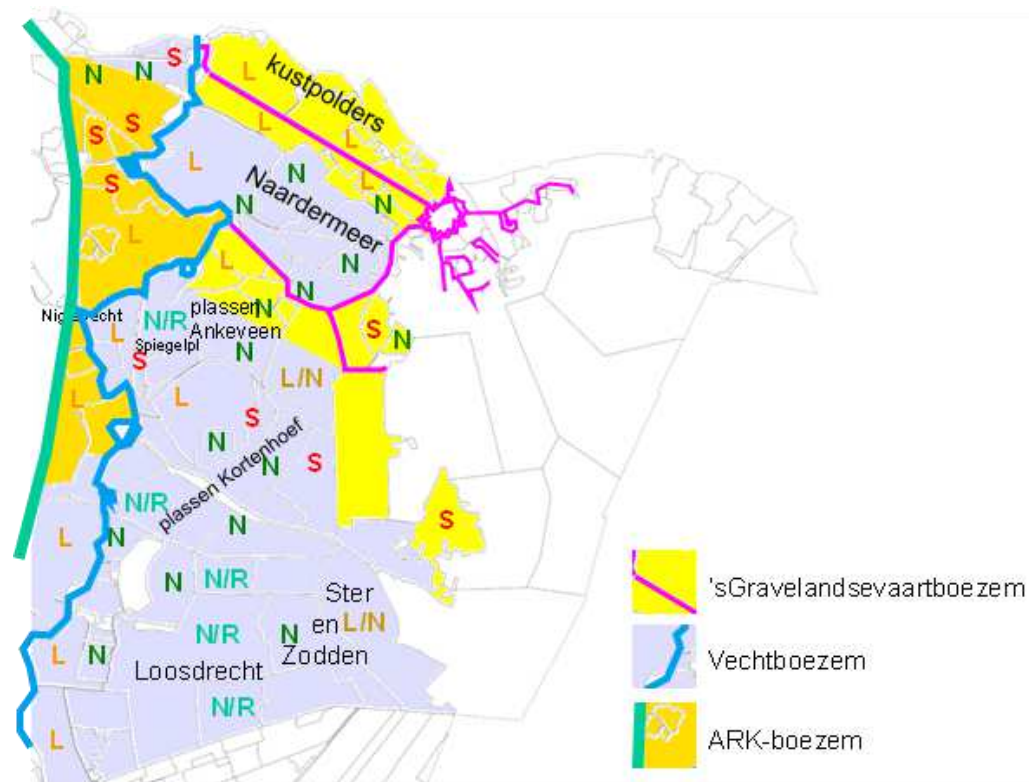 S
N
N
L
kustpolders
S
S
L
L
L
S
N
L
N
N
Naardermeer
L
L
N
N
Nigtevecht
N/R
plassen
Ankeveen
N
L
Spiegelpl
S
N
S
N
L/N
L
L
S
N
N
S
plassen Kortenhoef
N/R
S
L
N
N
N
N/R
Ster
en
L/N
Zodden
N/R
N
L
N
Loosdrecht
N/R
L
'sGravelandsevaartboezem
Vechtboezem
ARK-boezem